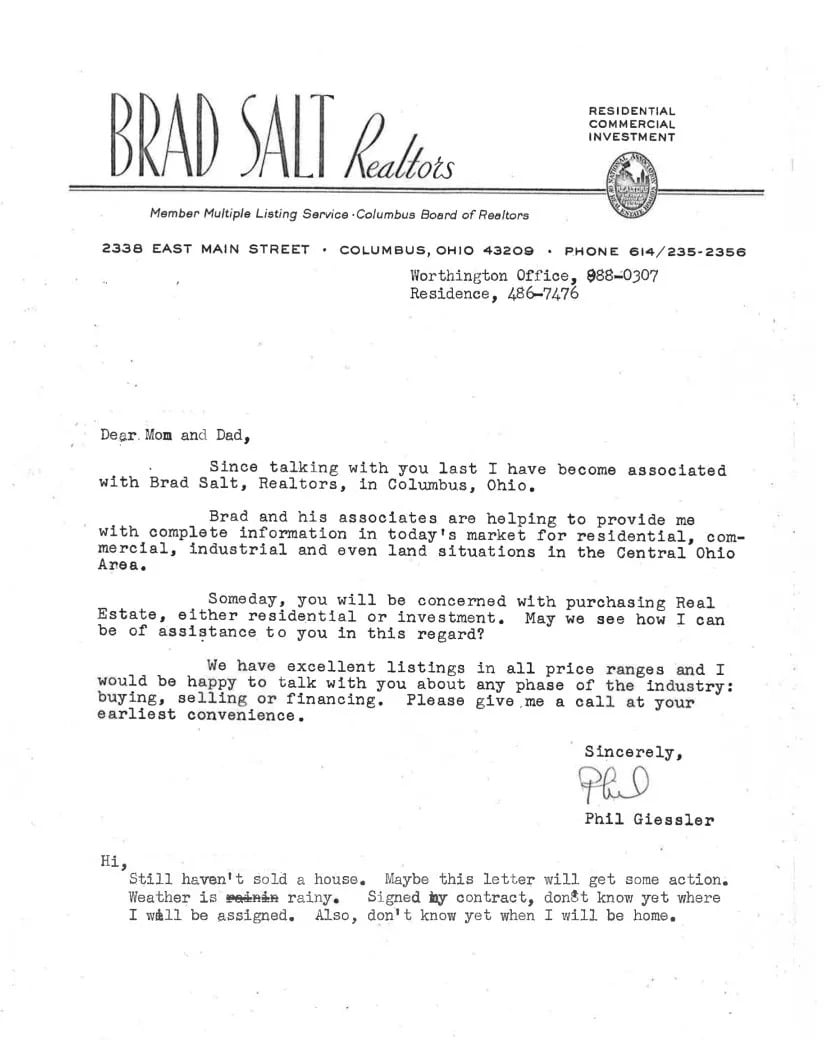 BRAD SALT Realtors
RESIDENTIAL
COMMERCIAL
INVESTMENT
NATIONAL ASSOCIATION OF REAL ESTATE BOARDS
REALTORS
Member Multiple Listing Service · Columbus Board of Realtors
2338 EAST MAIN STREET • COLUMBUS, OHIO 43209 • PHONE 614/235-2356
Worthington Office, 888-0307
Residence, 486-7476
Dear Mom and Dad,
Since talking with you last I have become associated
with Brad Salt, Realtors, in Columbus, Ohio.
Brad and his associates are helping to provide me
with complete information in today's market for residential, com-
mercial, industrial and even land situations in the Central Ohio
Area.
Someday, you will be concerned with purchasing Real
Estate, either residential or investment. May we see how I can
be of assistance to you in this regard?
We have excellent listings in all price ranges and I
would be happy to talk with you about any phase of the industry:
buying, selling or financing. Please give me a call at your
earliest convenience.
Sincerely,
Phil
Phil Giessler
Hi,
Still haven't sold a house. Maybe this letter will get some action.
Weather is rainin rainy. Signed my contract, don't know yet where
I will be assigned. Also, don't know yet when I will be home.